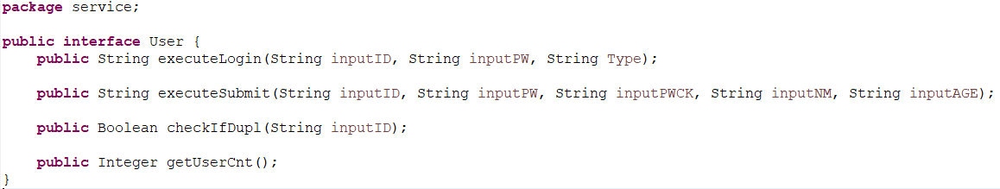 package service;
public interface User {
public String executeLogin(String inputID, String inputPW, String Type);
public String executeSubmit(String inputID, String inputPW, String inputPWCK, String inputNM, String inputAGE);
public Boolean checkIfDupl(String inputID);
public Integer getUserCnt();
}